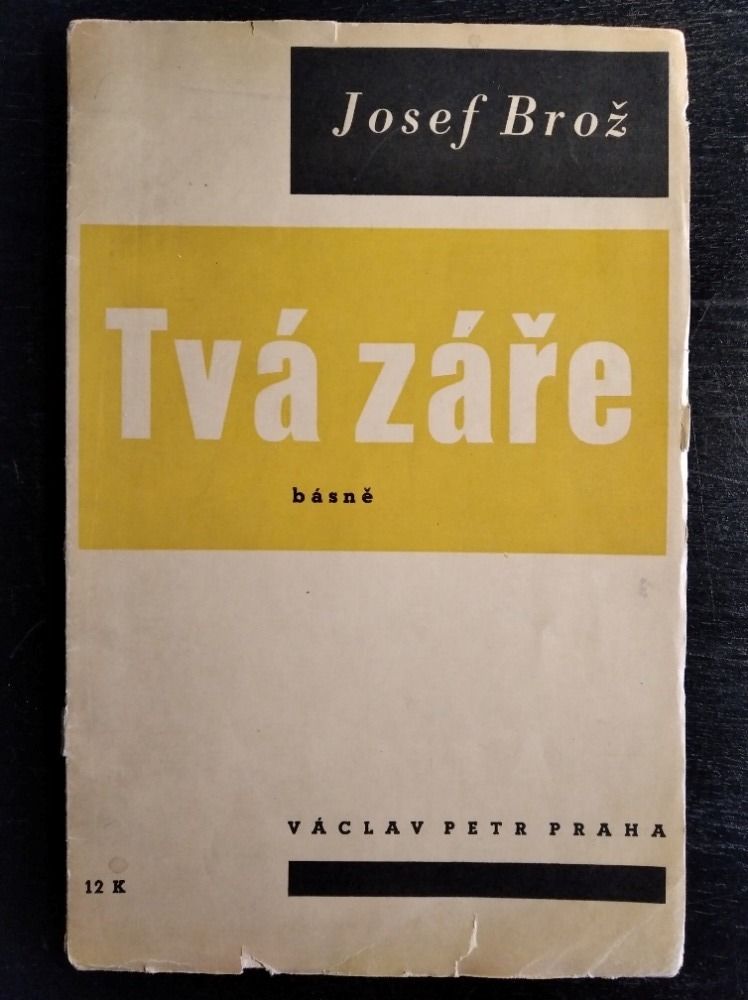 Josef Brož
Tvá záře
básně
VÁCLAV PETR PRAHA
12 K